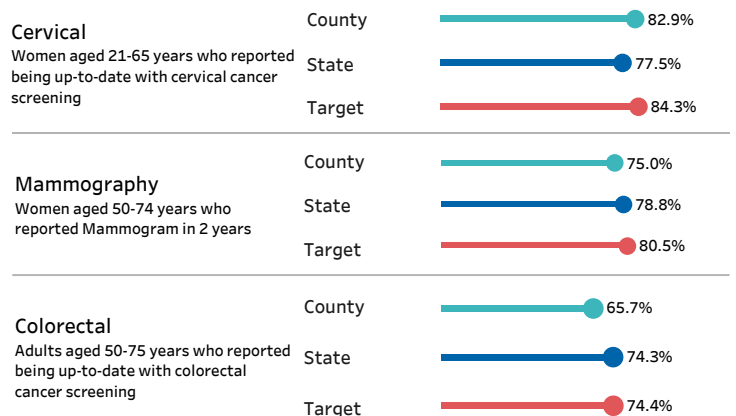 Cervical
Women aged 21-65 years who reported
being up-to-date with cervical cancer
screening
County
82.9%
State
77.5%
Target
84.3%
Mammography
Women aged 50-74 years who
reported Mammogram in 2 years
County
75.0%
State
78.8%
Target
80.5%
Colorectal
Adults aged 50-75 years who reported
being up-to-date with colorectal
cancer screening
County
65.7%
State
74.3%
Target
74.4%